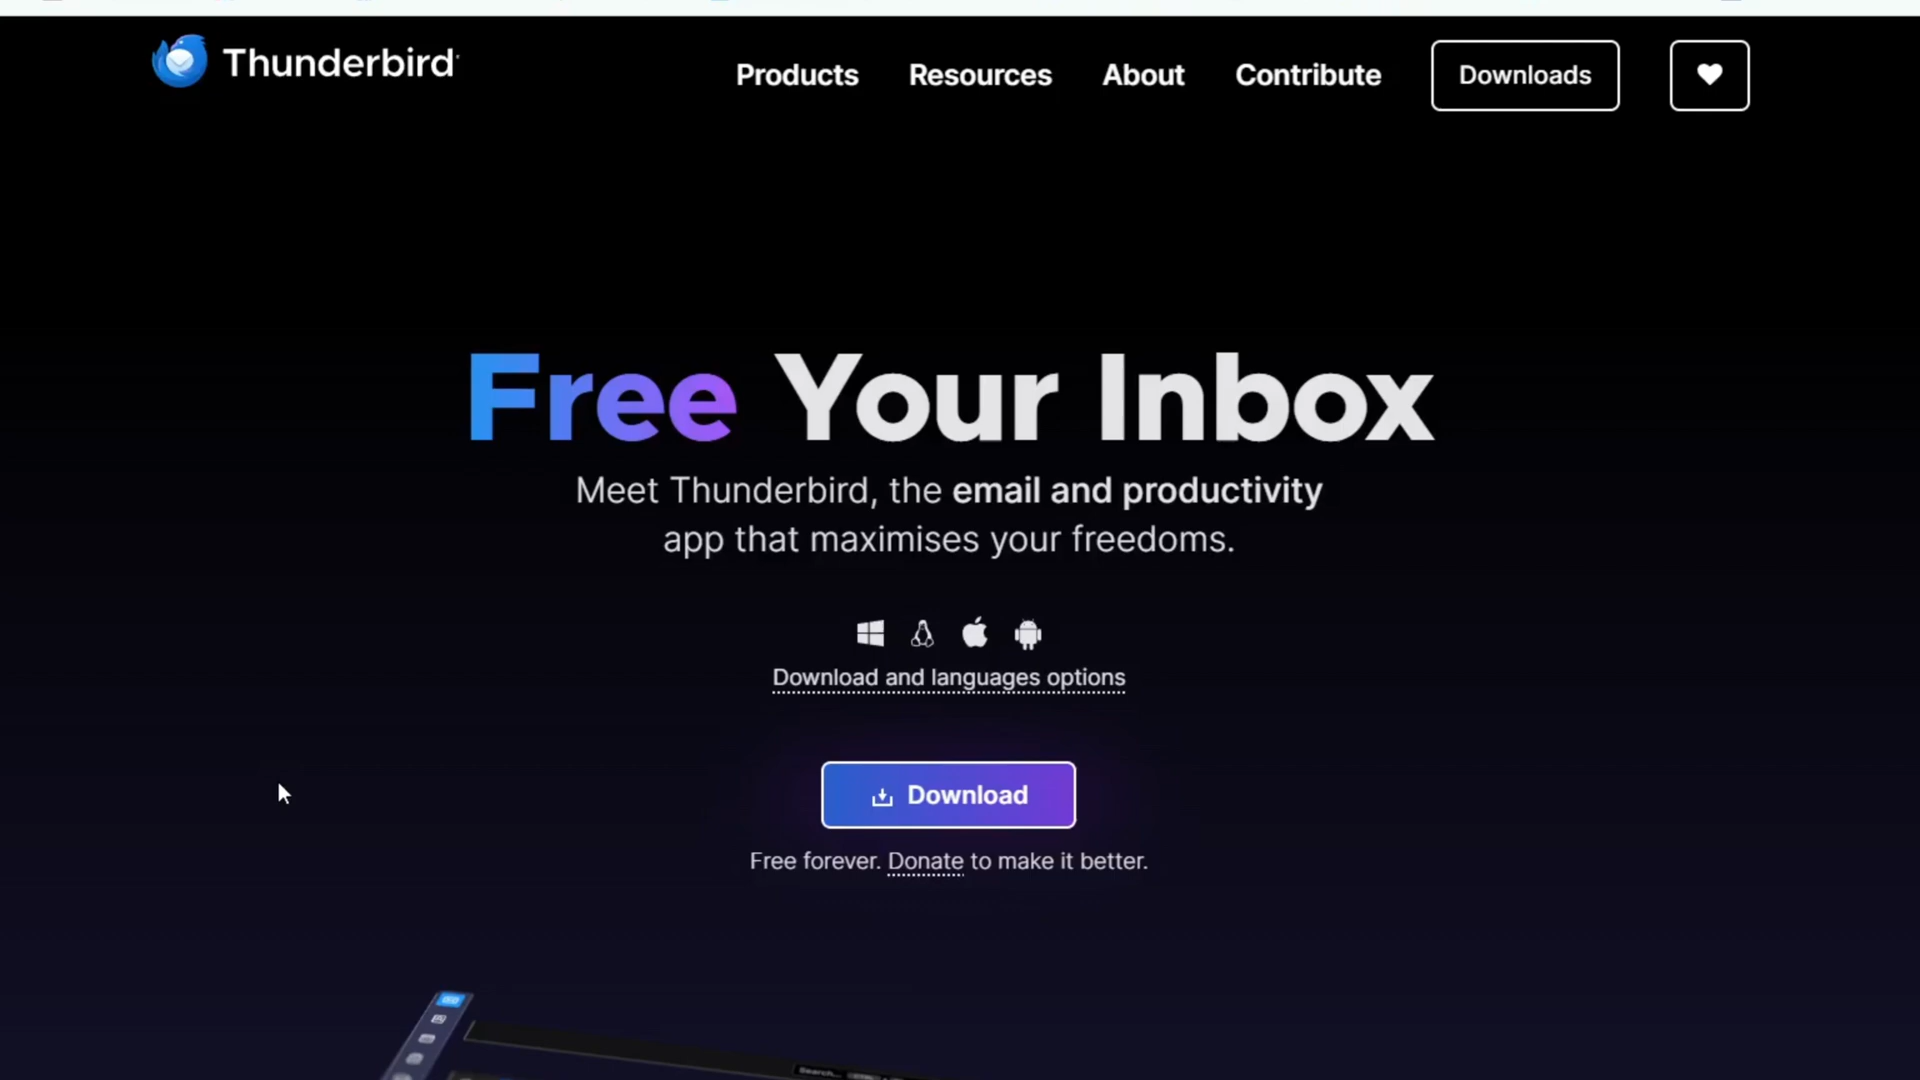 Thunderbird
Products Resources About Contribute Downloads
Free Your Inbox
Meet Thunderbird, the email and productivity
app that maximises your freedoms.
Download and languages options
Download
Free forever. Donate to make it better.
Search...